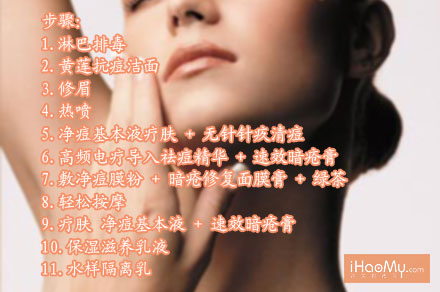 步骤:
1.淋巴排毒
2.黄莲抗痘洁面
3.修眉
4.热喷
5.净痘基本液疗肤 + 无针针疚清痘
6.高频电疗导入祛痘精华 + 速效暗疮膏
7.敷净痘膜粉 + 暗疮修复面膜膏 + 绿茶
8.轻松按摩
9.疗肤 净痘基本液 + 速效暗疮膏
10.保湿滋养乳液
11.水样隔离乳
iHaoMy.com